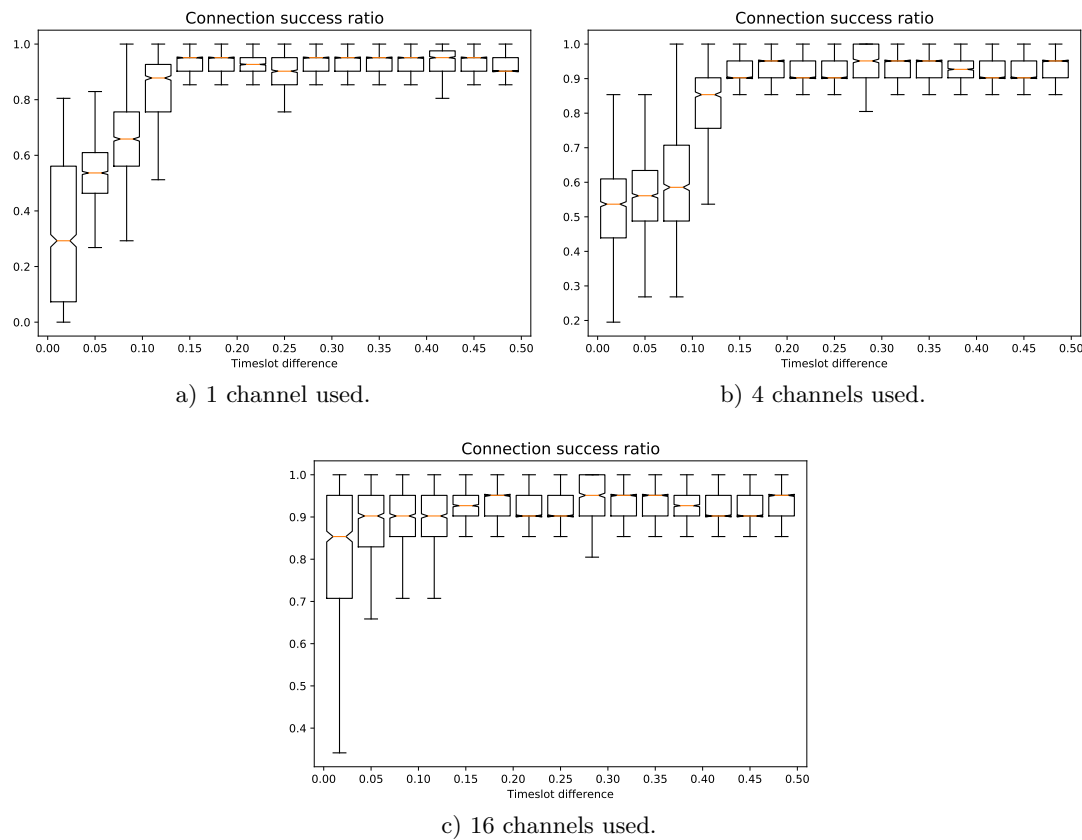 Connection success ratio
1.0
0.8
0.6
0.4
0.2
0.0
0.00 0.05 0.10 0.15 0.20 0.25 0.30 0.35 0.40 0.45 0.50
Timeslot difference
a) 1 channel used.
Connection success ratio
1.0
0.9
0.8
0.7
0.6
0.5
0.4
0.3
0.2
0.00 0.05 0.10 0.15 0.20 0.25 0.30 0.35 0.40 0.45 0.50
Timeslot difference
b) 4 channels used.
Connection success ratio
1.0
0.9
0.8
0.7
0.6
0.5
0.4
0.00 0.05 0.10 0.15 0.20 0.25 0.30 0.35 0.40 0.45 0.50
Timeslot difference
c) 16 channels used.